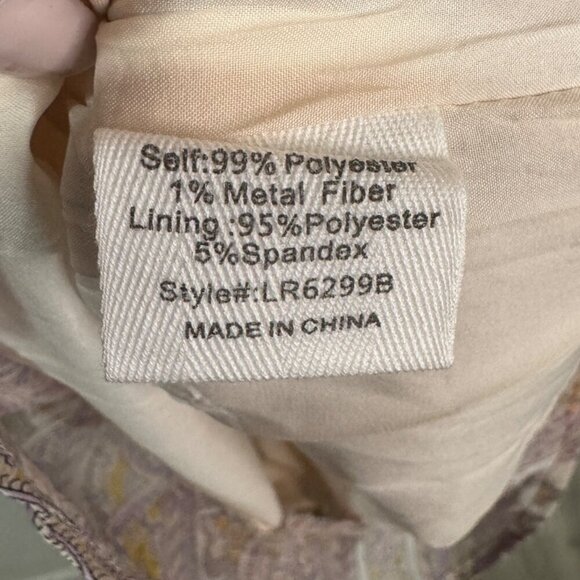 Self:99% Polyester
1% Metal Fiber
Lining :95%Polyester
5%Spandex
Style#:LR6299B
MADE IN CHINA